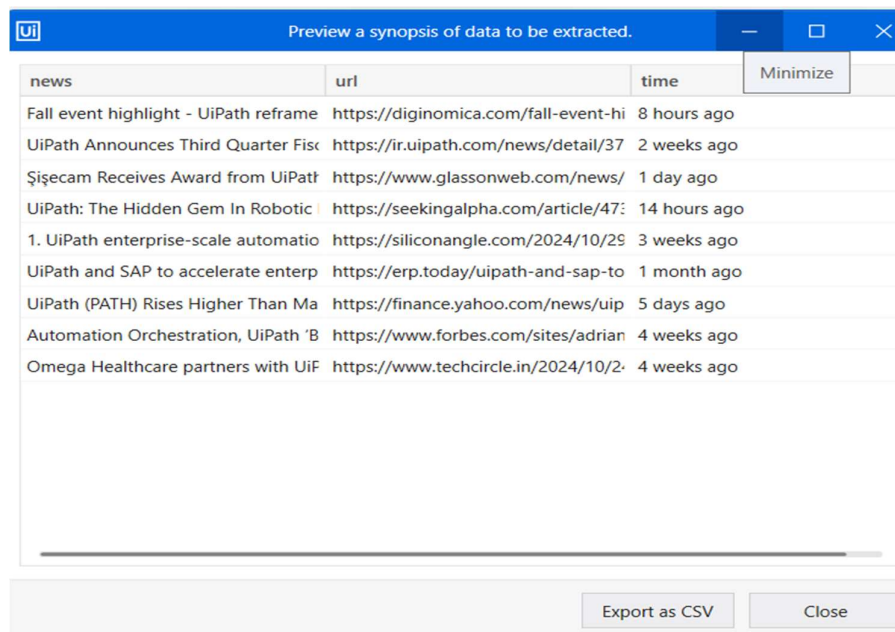 Ui Preview a synopsis of data to be extracted.
Minimize
news url time
Fall event highlight - UiPath reframe https://diginomica.com/fall-event-hi 8 hours ago
UiPath Announces Third Quarter Fisc https://ir.uipath.com/news/detail/37 2 weeks ago
Şişecam Receives Award from UiPath https://www.glassonweb.com/news/ 1 day ago
UiPath: The Hidden Gem In Robotic https://seekingalpha.com/article/473 14 hours ago
1. UiPath enterprise-scale automatio https://siliconangle.com/2024/10/29 3 weeks ago
UiPath and SAP to accelerate enterp https://erp.today/uipath-and-sap-to 1 month ago
UiPath (PATH) Rises Higher Than Ma https://finance.yahoo.com/news/uip 5 days ago
Automation Orchestration, UiPath ‘B https://www.forbes.com/sites/adrian 4 weeks ago
Omega Healthcare partners with UiP https://www.techcircle.in/2024/10/24 4 weeks ago
Export as CSV Close